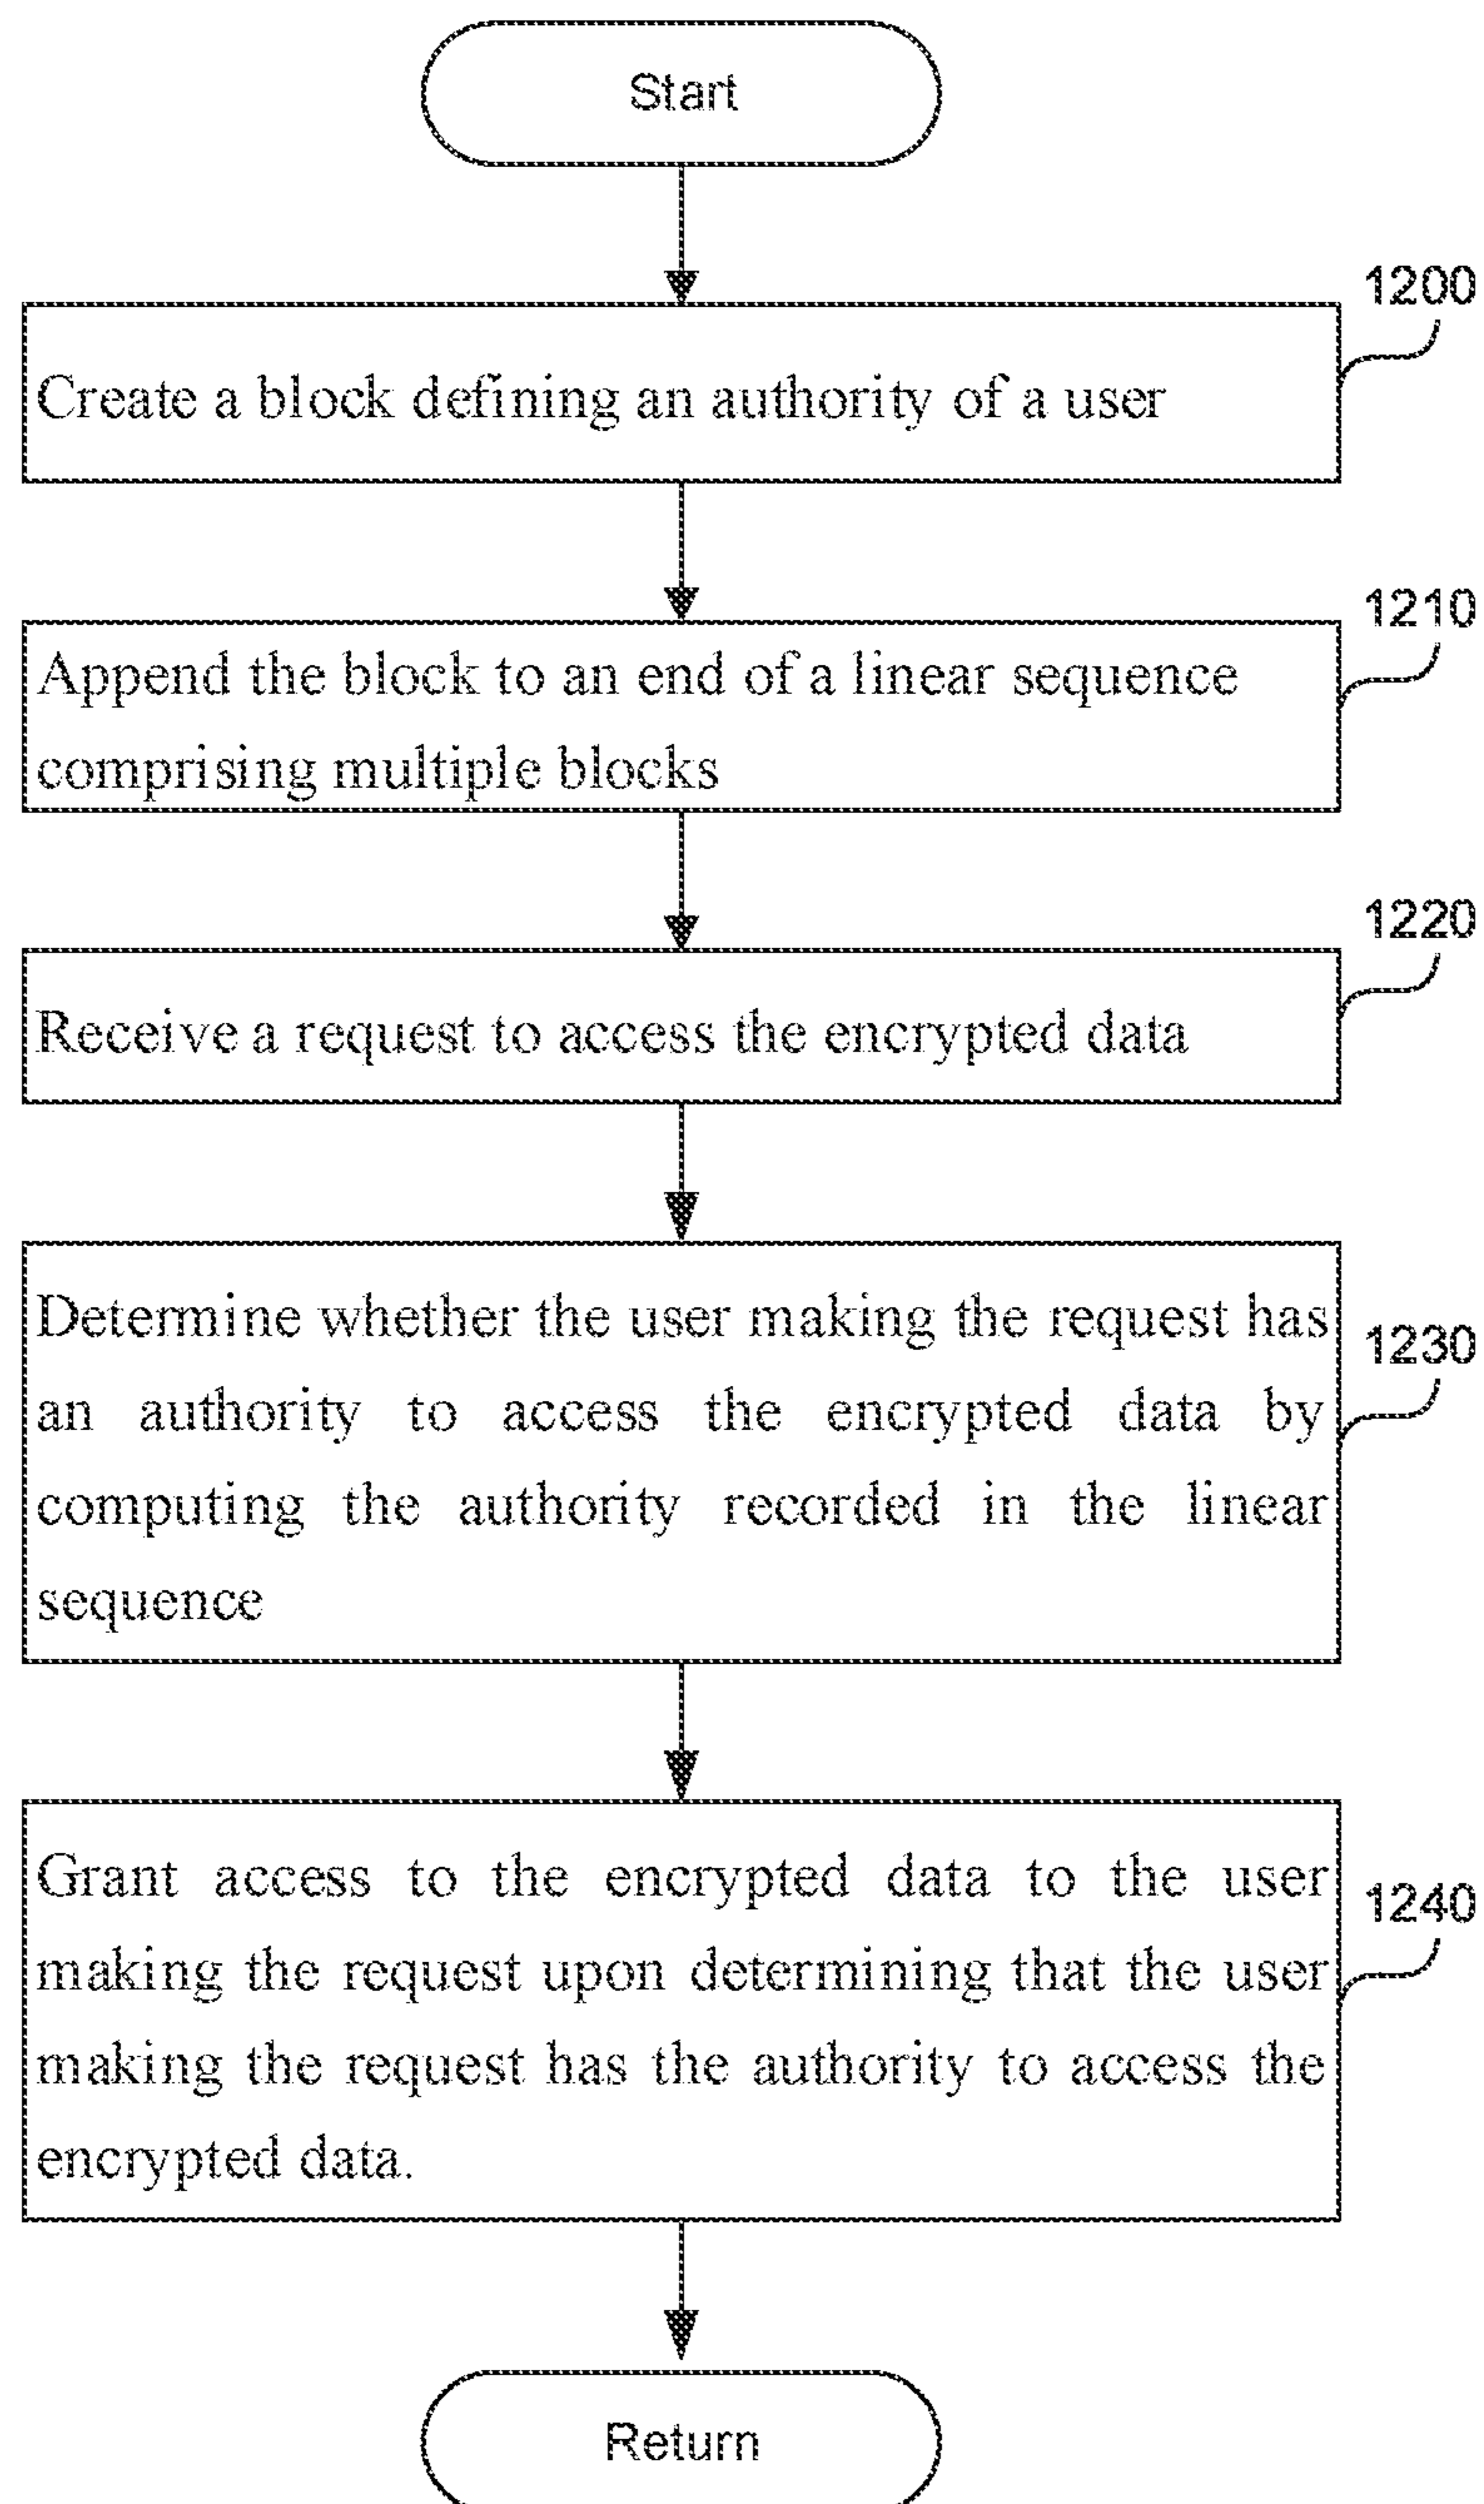 Start
1200
Create a block defining an authority of a user
1210
Append the block to an end of a linear sequence
comprising multiple blocks
1220
Receive a request to access the encrypted data
Determine whether the user making the request has
1230
an authority to access the encrypted data by
computing the authority recorded in the linear
sequence
Grant access to the encrypted data to the user
1240
making the request upon determining that the user
making the request has the authority to access the
encrypted data.
Return